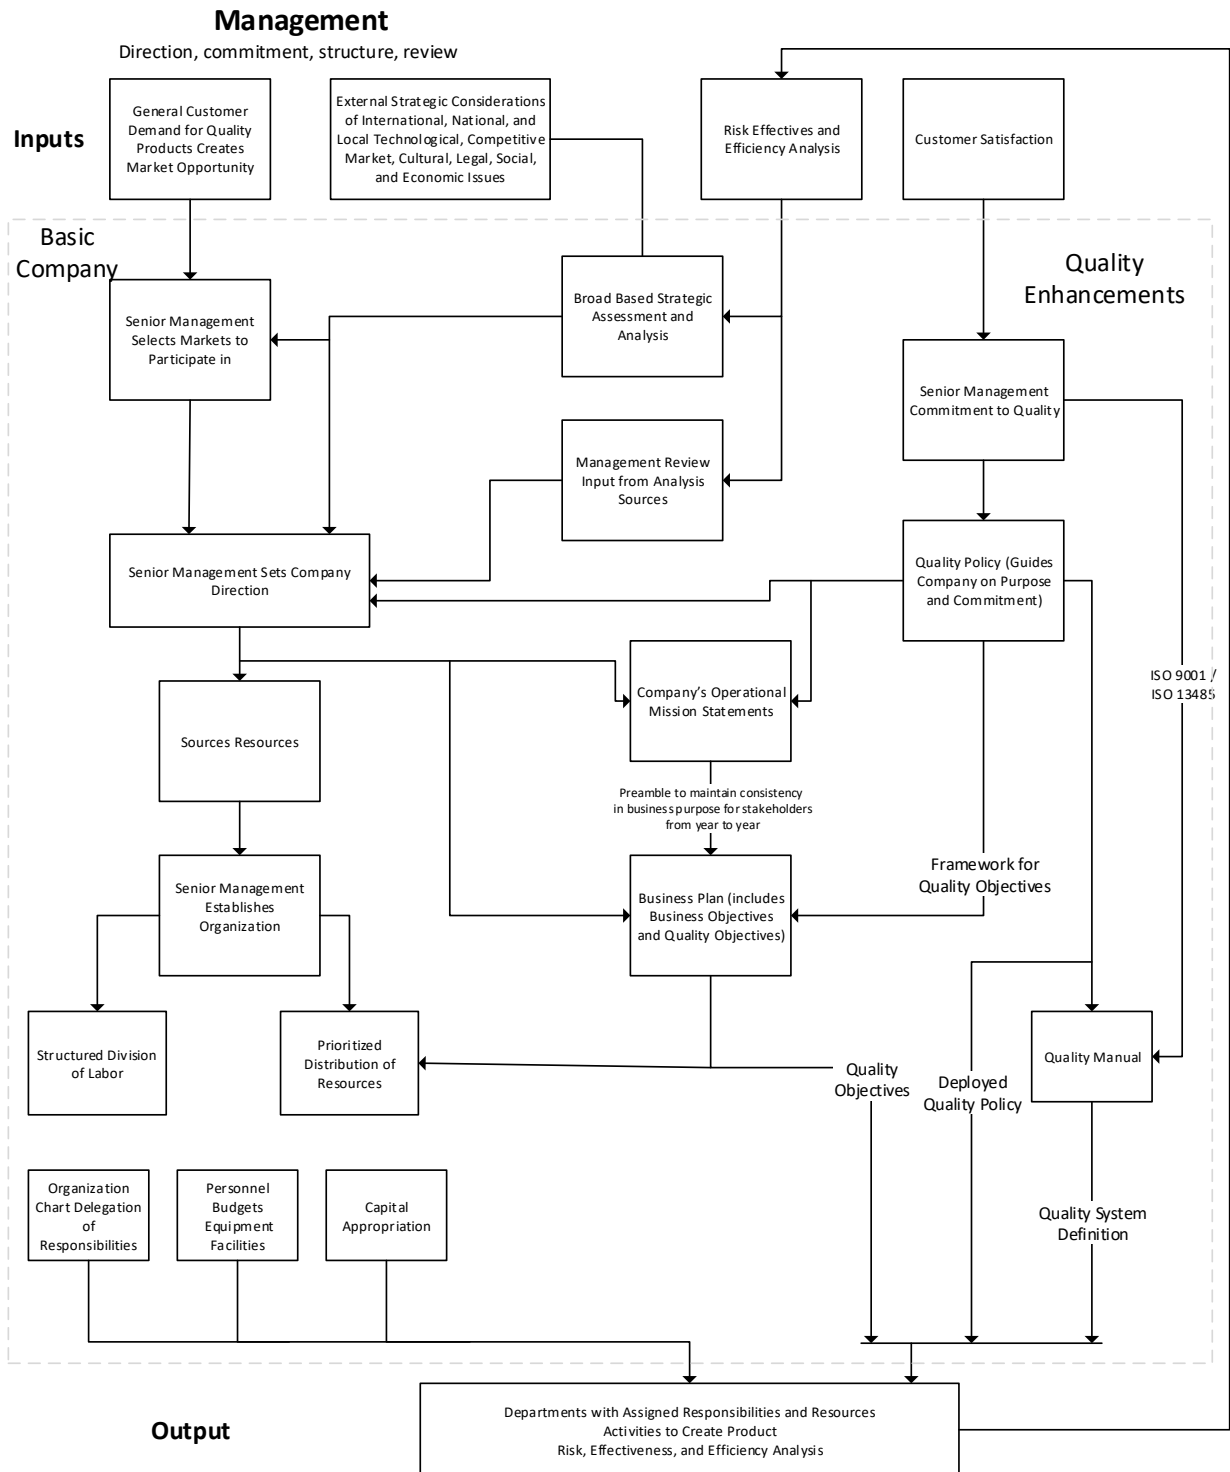 Management
Direction, commitment, structure, review
Inputs
General Customer
Demand for Quality
Products Creates
Market Opportunity
External Strategic Considerations
of International, National, and
Local Technological, Competitive
Market, Cultural, Legal, Social,
and Economic Issues
Risk Effectives and
Efficiency Analysis
Customer Satisfaction
Basic
Company
Quality
Enhancements
Senior Management
Selects Markets to
Participate in
Broad Based Strategic
Assessment and
Analysis
Senior Management
Commitment to Quality
Management Review
Input from Analysis
Sources
Senior Management Sets Company
Direction
Quality Policy (Guides
Company on Purpose
and Commitment)
ISO 9001 /
ISO 13485
Sources Resources
Company's Operational
Mission Statements
Preamble to maintain consistency
in business purpose for stakeholders
from year to year
Senior Management
Establishes
Organization
Business Plan (includes
Business Objectives
and Quality Objectives)
Framework for
Quality Objectives
Structured Division
of Labor
Prioritized
Distribution of
Resources
Quality
Objectives
Deployed
Quality Policy
Quality Manual
Organization
Chart Delegation
of
Responsibilities
Personnel
Budgets
Equipment
Facilities
Capital
Appropriation
Quality System
Definition
Output
Departments with Assigned Responsibilities and Resources
Activities to Create Product
Risk, Effectiveness, and Efficiency Analysis